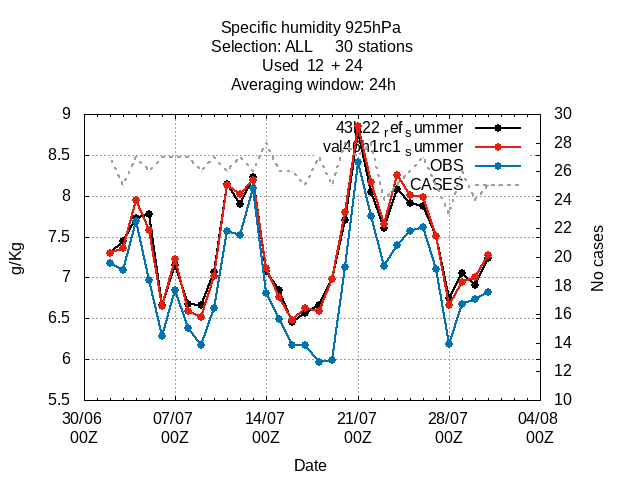 Specific humidity 925hPa
Selection: ALL 30 stations
Used 12 + 24
Averaging window: 24h
9
8.5
8
7.5
7
6.5
6
5.5
g/Kg
30
28
26
24
22
20
18
16
14
12
10
No cases
ref summer
summer
OBS
CASES
30/06 07/07 14/07 21/07 28/07 04/08
00Z 00Z 00Z 00Z 00Z 00Z
Date